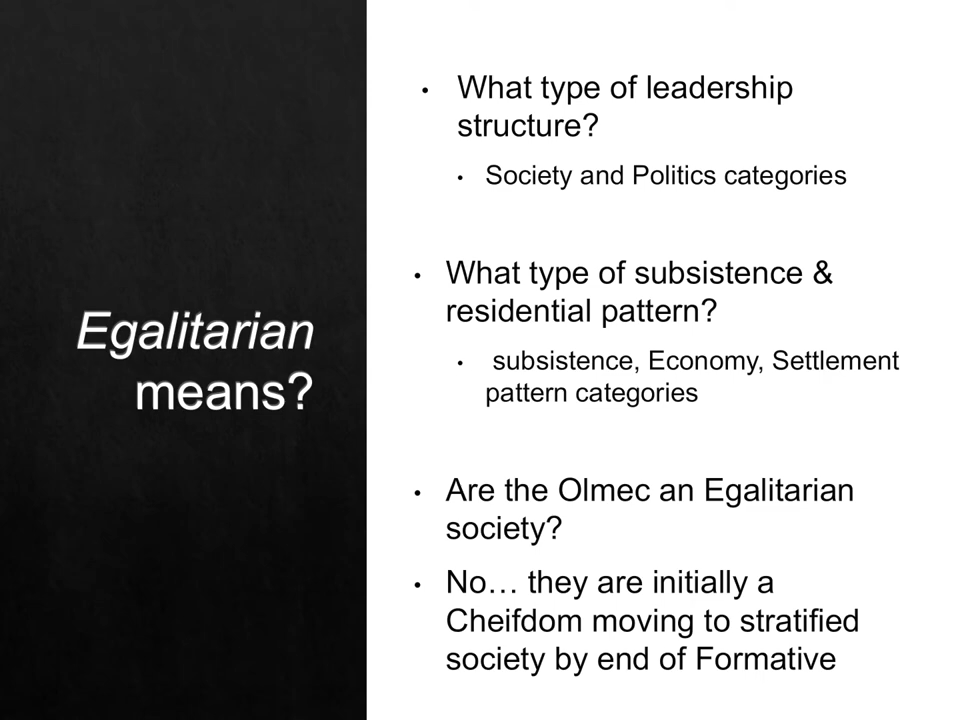 Egalitarian
means?
• What type of leadership
structure?
• Society and Politics categories
• What type of subsistence &
residential pattern?
• subsistence, Economy, Settlement
pattern categories
• Are the Olmec an Egalitarian
society?
• No… they are initially a
Cheifdom moving to stratified
society by end of Formative